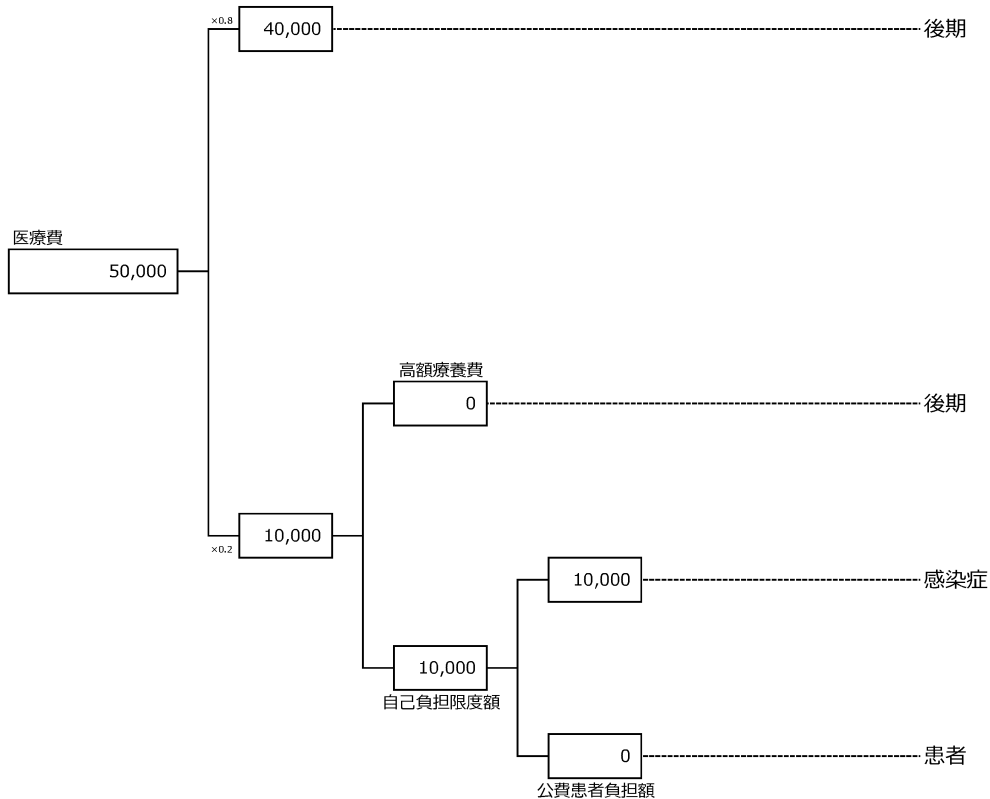 ×0.8
40,000
後期
医療費
50,000
高額療養費
0
後期
10,000
×0.2
10,000
感染症
10,000
自己負担限度額
0
患者
公費患者負担額